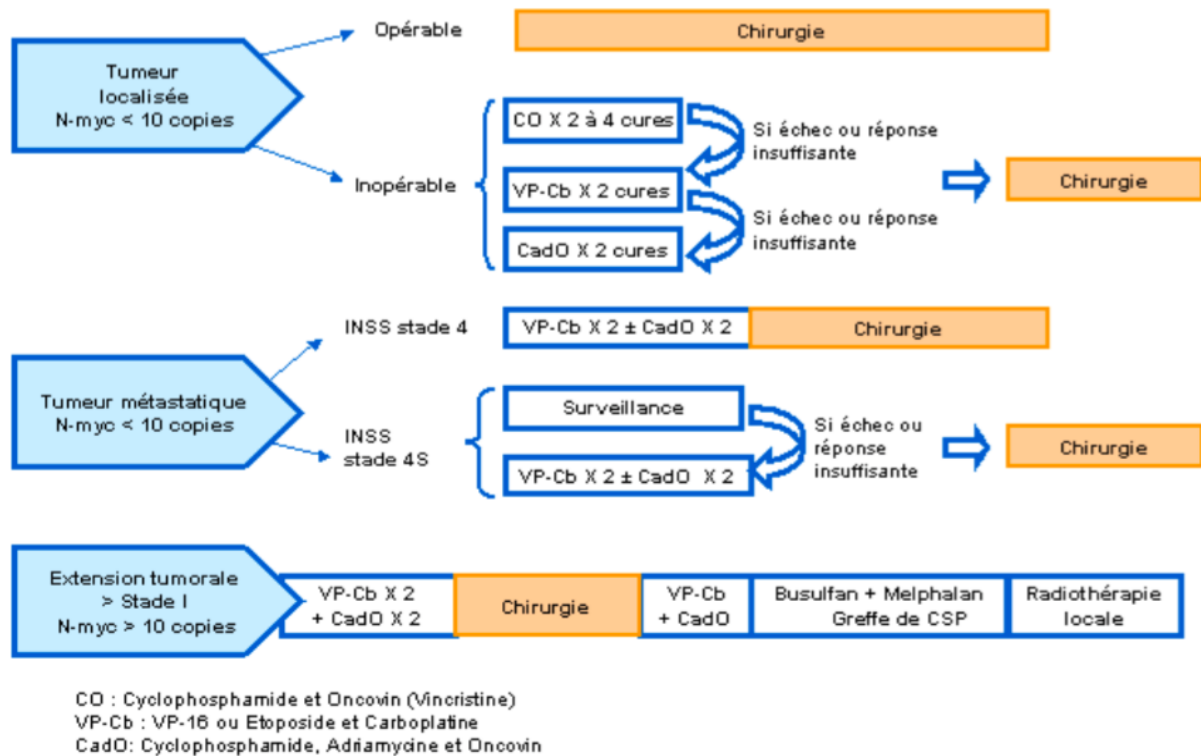 Opérable
Chirurgie
Tumeur
localisée
N-myc < 10 copies
CO X 2 à 4 cures
Si échec ou réponse
insuffisante
Inopérable
VP-Cb X 2 cures
Chirurgie
Si échec ou réponse
insuffisante
CadO X 2 cures
INSS stade 4
VP-Cb X 2 ± CadO X 2
Chirurgie
Tumeur métastatique
N-myc < 10 copies
Surveillance
INSS
stade 4S
Si échec ou
réponse
insuffisante
Chirurgie
VP-Cb X 2 ± CadO X 2
Extension tumorale
> Stade I
N-myc > 10 copies
VP-Cb X 2
+ CadO X 2
Chirurgie
VP-Cb
+ CadO
Busulfan + Melphalan
Greffe de CSP
Radiothérapie
locale
CO : Cyclophosphamide et Oncovin (Vincristine)
VP-Cb : VP-16 ou Etoposide et Carboplatine
CadO: Cyclophosphamide, Adriamycine et Oncovin